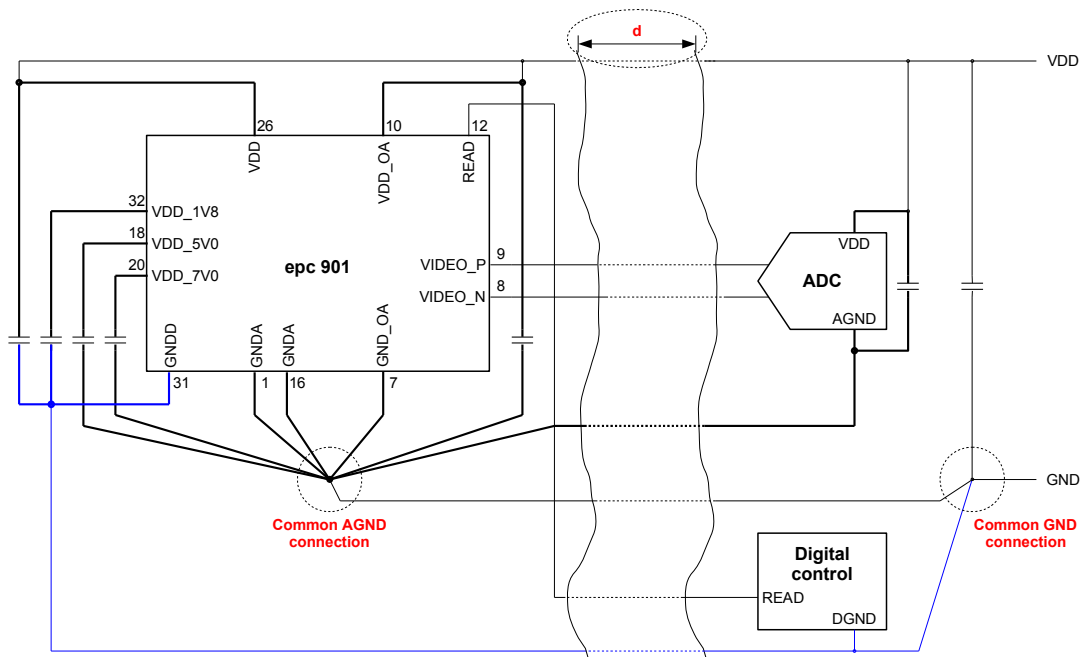 d
VDD
26
10
12
VDD
VDD_OA
READ
32
VDD_1V8
18
VDD_5V0
20
VDD_7V0
epc 901
VIDEO_P
9
VIDEO_N
8
VDD
ADC
AGND
GNDD
GNDA
GNDA
GND_OA
31
1
16
7
GND
Common AGND
connection
Common GND
connection
Digital
control
READ
DGND